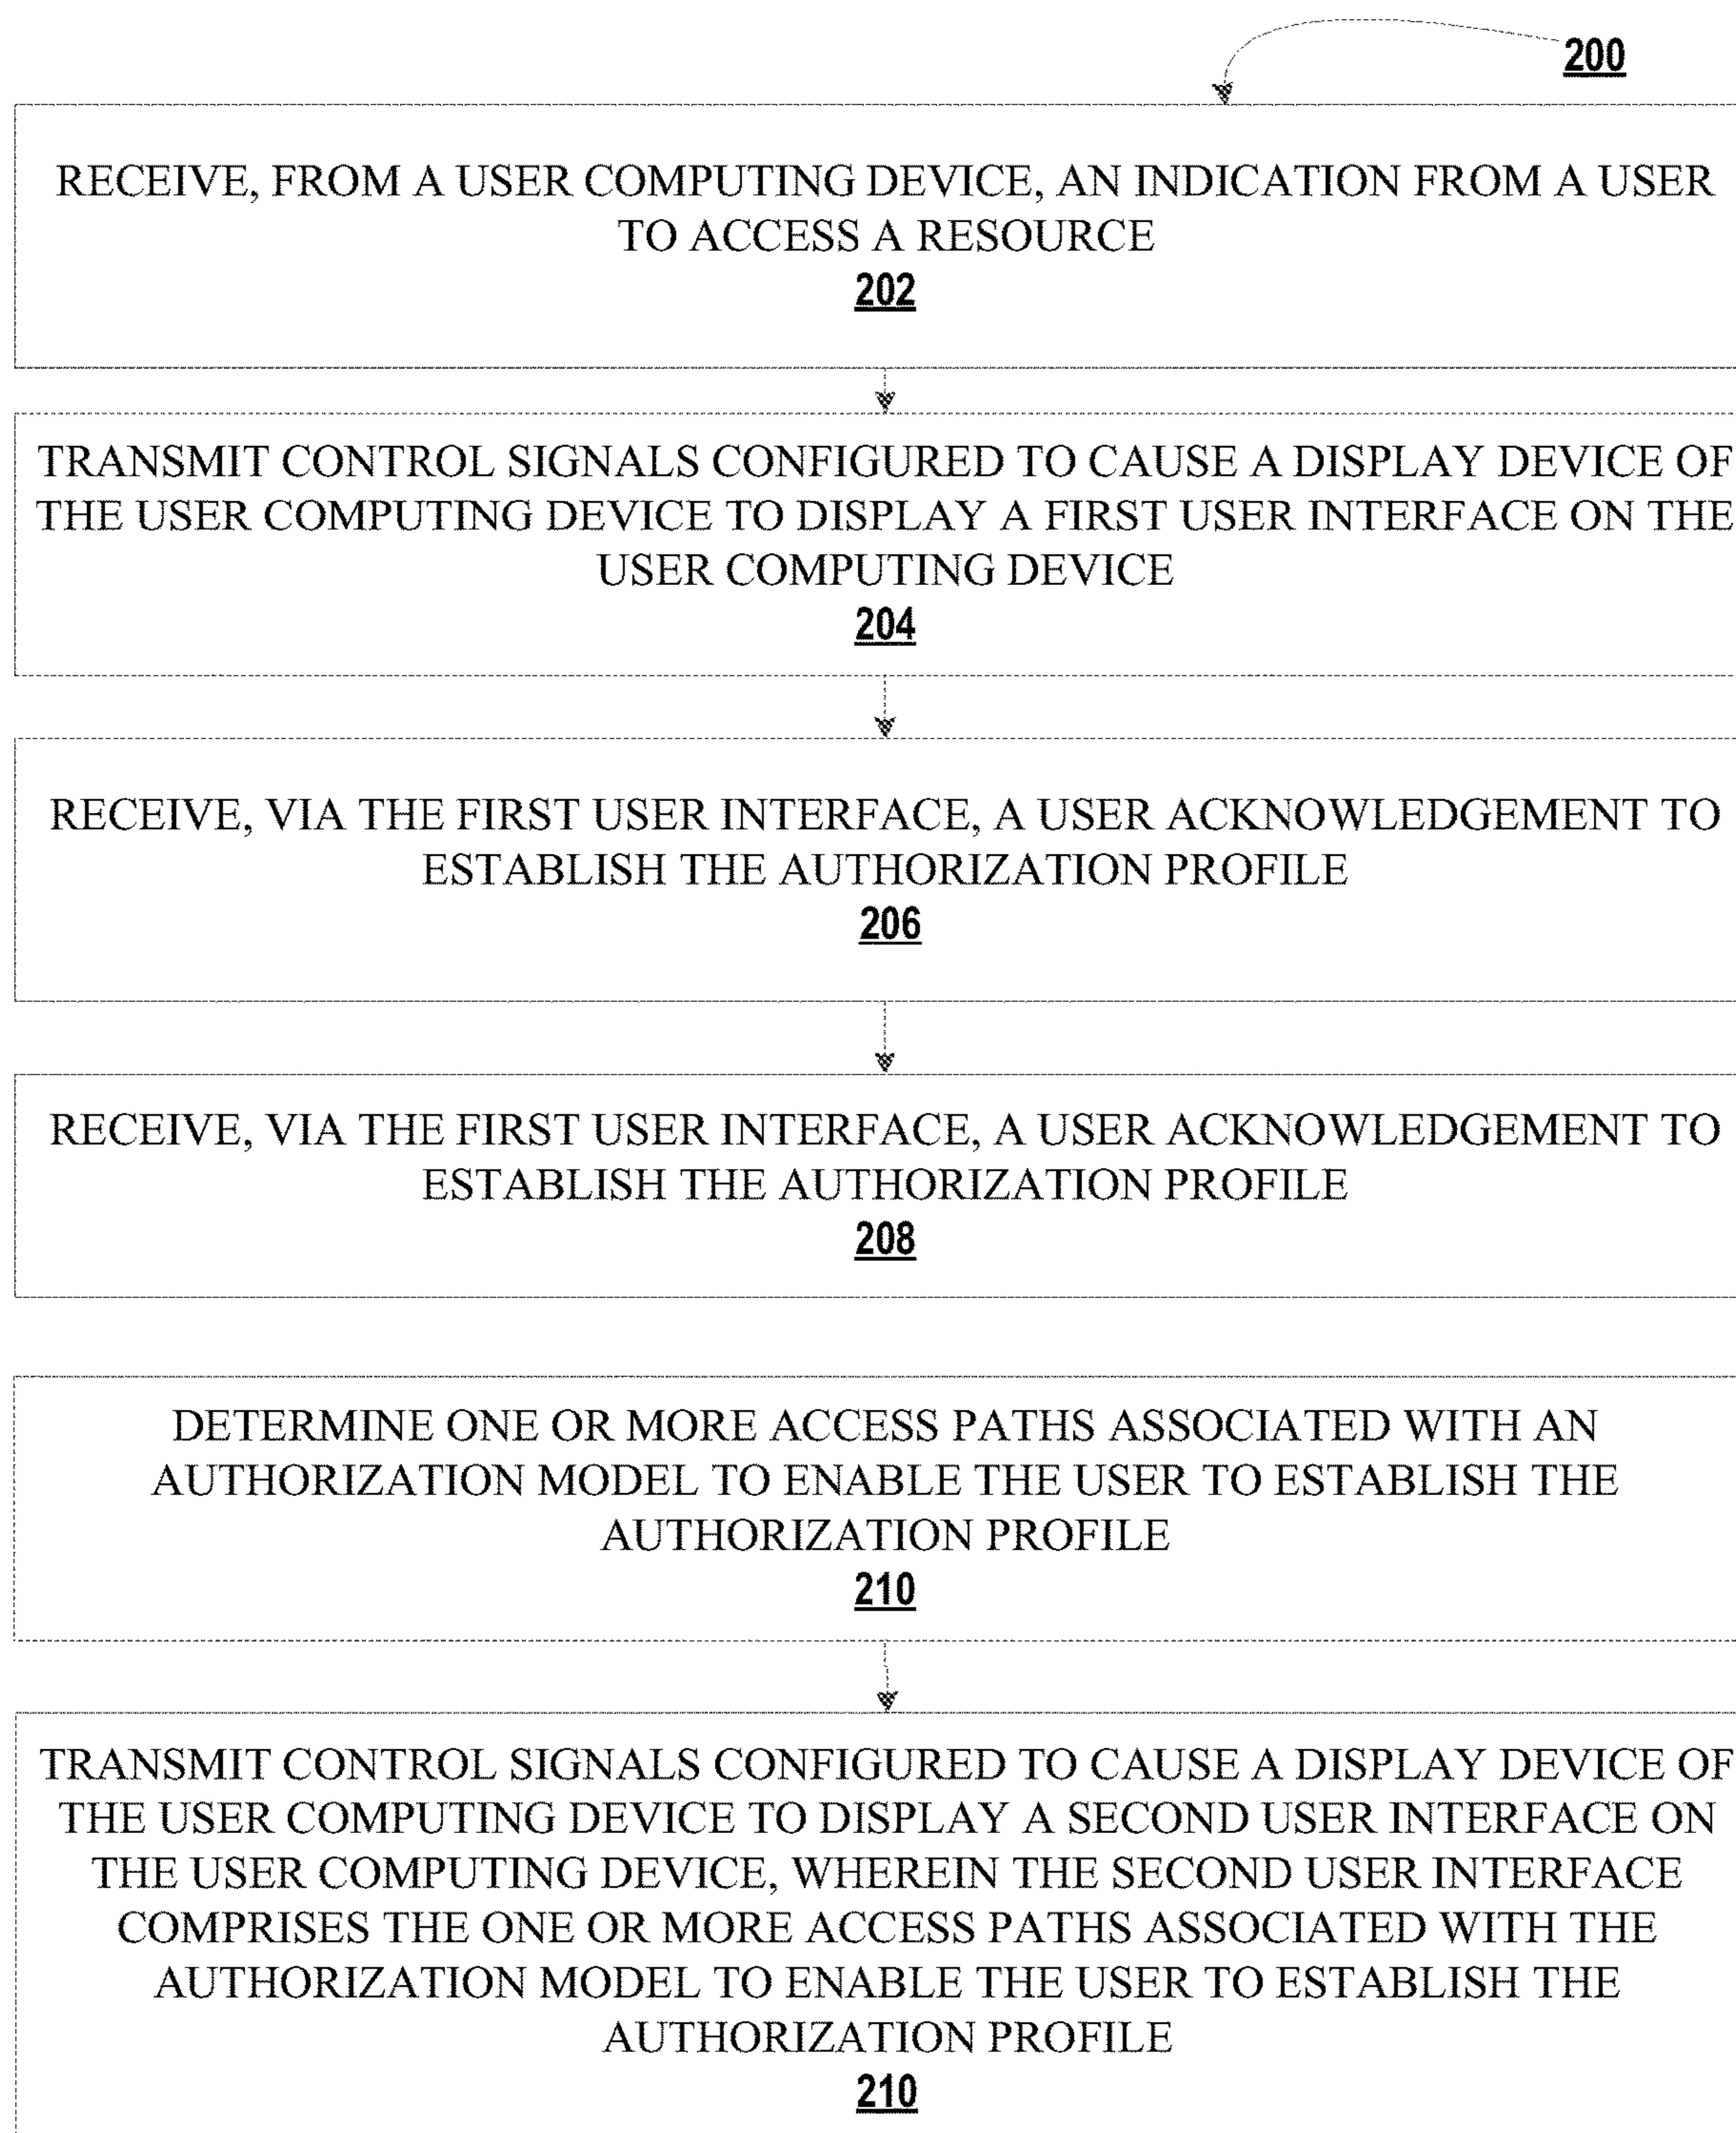 200
RECEIVE, FROM A USER COMPUTING DEVICE, AN INDICATION FROM A USER
TO ACCESS A RESOURCE
202
TRANSMIT CONTROL SIGNALS CONFIGURED TO CAUSE A DISPLAY DEVICE OF
THE USER COMPUTING DEVICE TO DISPLAY A FIRST USER INTERFACE ON THE
USER COMPUTING DEVICE
204
RECEIVE, VIA THE FIRST USER INTERFACE, A USER ACKNOWLEDGEMENT TO
ESTABLISH THE AUTHORIZATION PROFILE
206
RECEIVE, VIA THE FIRST USER INTERFACE, A USER ACKNOWLEDGEMENT TO
ESTABLISH THE AUTHORIZATION PROFILE
208
DETERMINE ONE OR MORE ACCESS PATHS ASSOCIATED WITH AN
AUTHORIZATION MODEL TO ENABLE THE USER TO ESTABLISH THE
AUTHORIZATION PROFILE
210
TRANSMIT CONTROL SIGNALS CONFIGURED TO CAUSE A DISPLAY DEVICE OF
THE USER COMPUTING DEVICE TO DISPLAY A SECOND USER INTERFACE ON
THE USER COMPUTING DEVICE, WHEREIN THE SECOND USER INTERFACE
COMPRISES THE ONE OR MORE ACCESS PATHS ASSOCIATED WITH THE
AUTHORIZATION MODEL TO ENABLE THE USER TO ESTABLISH THE
AUTHORIZATION PROFILE
210